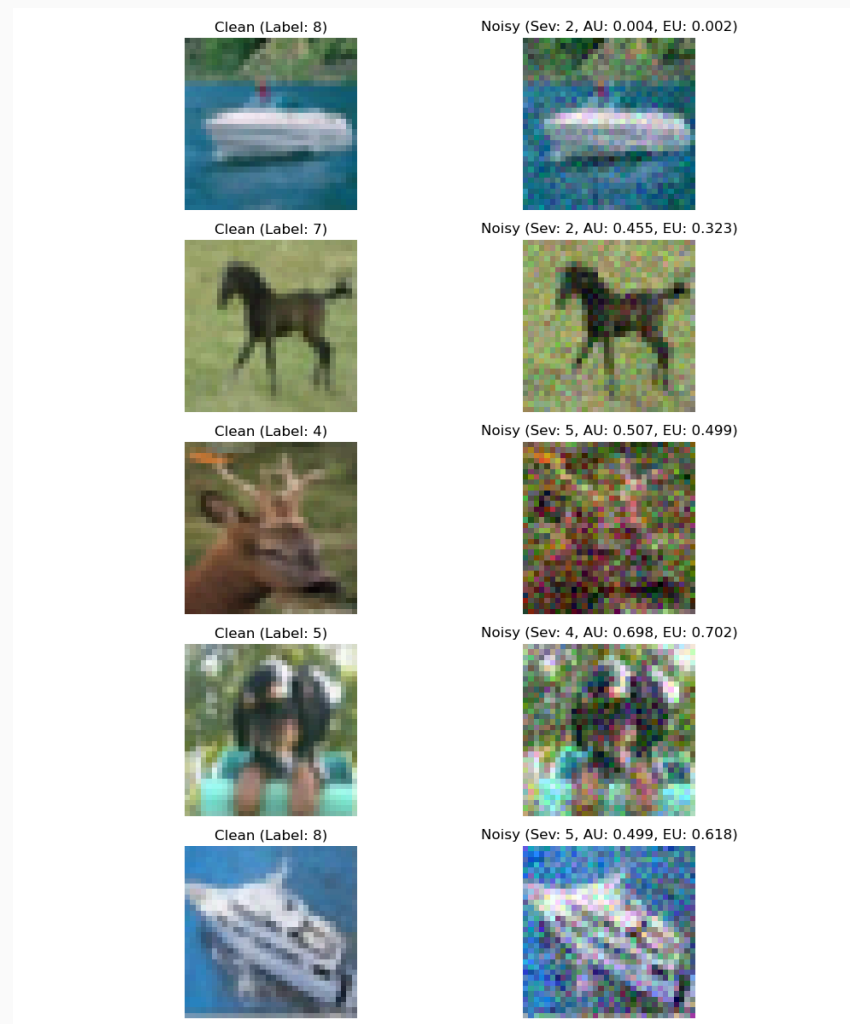 Clean (Label: 8)
Noisy (Sev: 2, AU: 0.004, EU: 0.002)
Clean (Label: 7)
Noisy (Sev: 2, AU: 0.455, EU: 0.323)
Clean (Label: 4)
Noisy (Sev: 5, AU: 0.507, EU: 0.499)
Clean (Label: 5)
Noisy (Sev: 4, AU: 0.698, EU: 0.702)
Clean (Label: 8)
Noisy (Sev: 5, AU: 0.499, EU: 0.618)